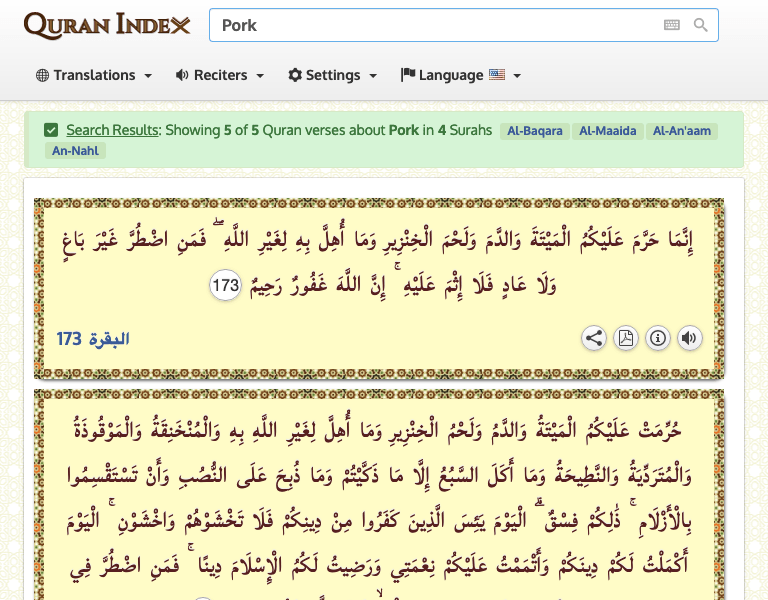 QURAN INDEX
Pork
Translations Reciters Settings Language
Search Results: Showing 5 of 5 Quran verses about Pork in 4 Surahs Al-Baqara Al-Maaida Al-An'aam
An-Nahl
إِنَّمَا حَرَّمَ عَلَيْكُمُ الْمَيْتَةَ وَالدَّمَ وَلَحْمَ الْخِنْزِيرِ وَمَا أُهِلَّ بِهِ لِغَيْرِ اللَّهِ ۖ فَمَنِ اضْطُرَّ غَيْرَ بَاغٍ
وَلَا عَادٍ فَلَا إِثْمَ عَلَيْهِ ۚ إِنَّ اللَّهَ غَفُورٌ رَحِيمٌ 173
البقرة 173
حُرِّمَتْ عَلَيْكُمُ الْمَيْتَةُ وَالدَّمُ وَلَحْمُ الْخِنْزِيرِ وَمَا أُهِلَّ لِغَيْرِ اللَّهِ بِهِ وَالْمُنْخَنِقَةُ وَالْمَوْقُوذَةُ
وَالْمُتَرَدِّيَةُ وَالنَّطِيحَةُ وَمَا أَكَلَ السَّبُعُ إِلَّا مَا ذَكَّيْتُمْ وَمَا ذُبِحَ عَلَى النُّصُبِ وَأَنْ تَسْتَقْسِمُوا
بِالْأَزْلَامِ ۚ ذَٰلِكُمْ فِسْقٌ ۗ الْيَوْمَ يَئِسَ الَّذِينَ كَفَرُوا مِنْ دِينِكُمْ فَلَا تَخْشَوْهُمْ وَاخْشَوْنِ ۚ الْيَوْمَ
أَكْمَلْتُ لَكُمْ دِينَكُمْ وَأَتْمَمْتُ عَلَيْكُمْ نِعْمَتِي وَرَضِيتُ لَكُمُ الْإِسْلَامَ دِينًا ۚ فَمَنِ اضْطُرَّ فِي